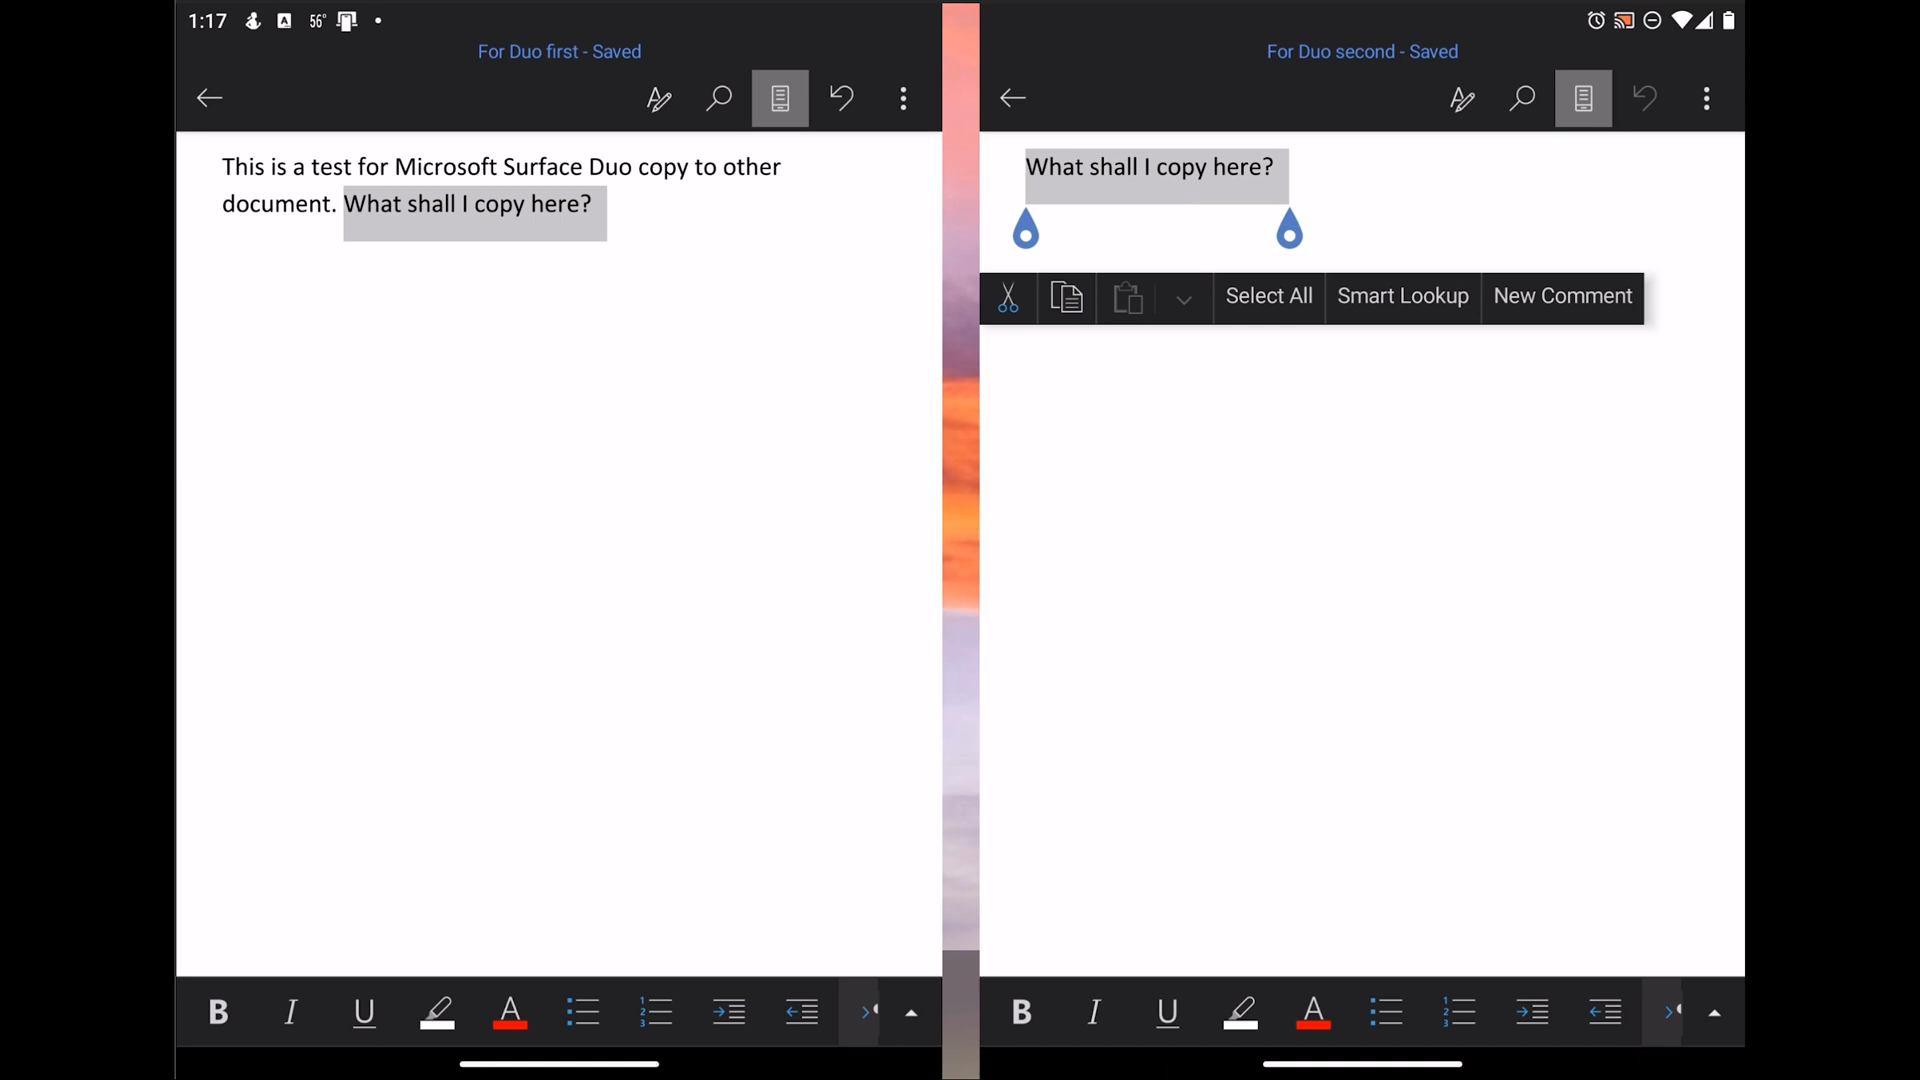 1:17
A
56°
For Duo first - Saved
This is a test for Microsoft Surface Duo copy to other
document. What shall I copy here?
B I U A
For Duo second - Saved
What shall I copy here?
Select All Smart Lookup New Comment
B I U A